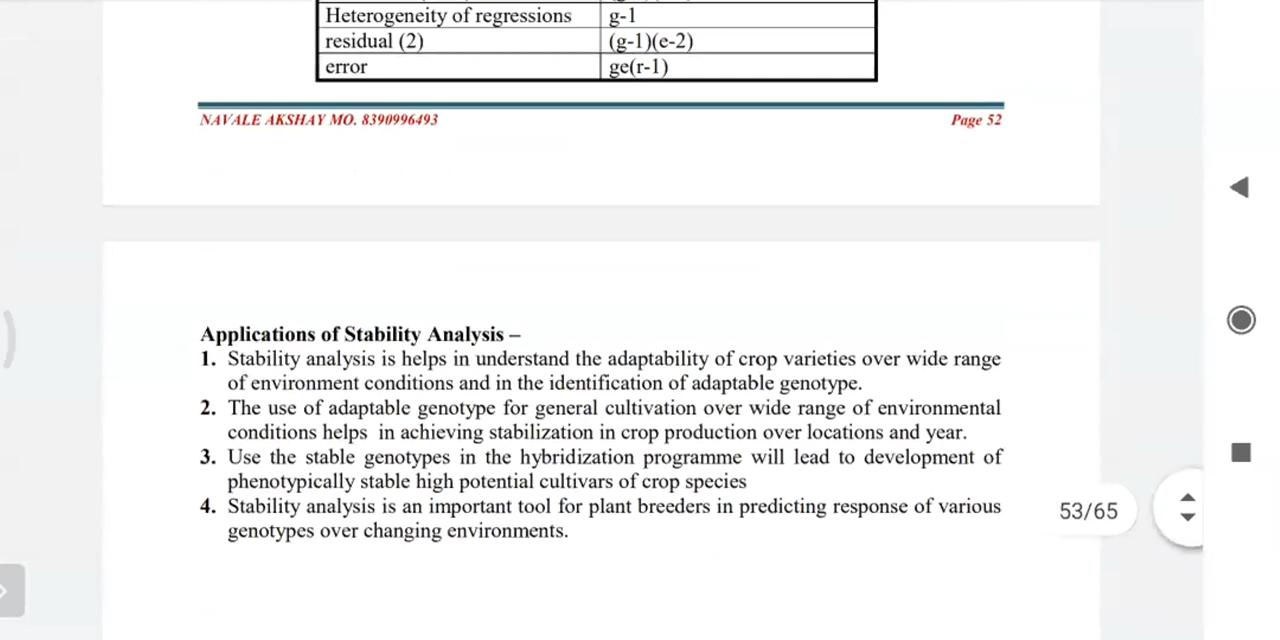 Heterogeneity of regressions g-1
residual (2) (g-1)(e-2)
error ge(r-1)
NAVALE AKSHAY MO. 8390996493 Page 52
Applications of Stability Analysis –
1. Stability analysis is helps in understand the adaptability of crop varieties over wide range
of environment conditions and in the identification of adaptable genotype.
2. The use of adaptable genotype for general cultivation over wide range of environmental
conditions helps in achieving stabilization in crop production over locations and year.
3. Use the stable genotypes in the hybridization programme will lead to development of
phenotypically stable high potential cultivars of crop species
4. Stability analysis is an important tool for plant breeders in predicting response of various
genotypes over changing environments.
53/65